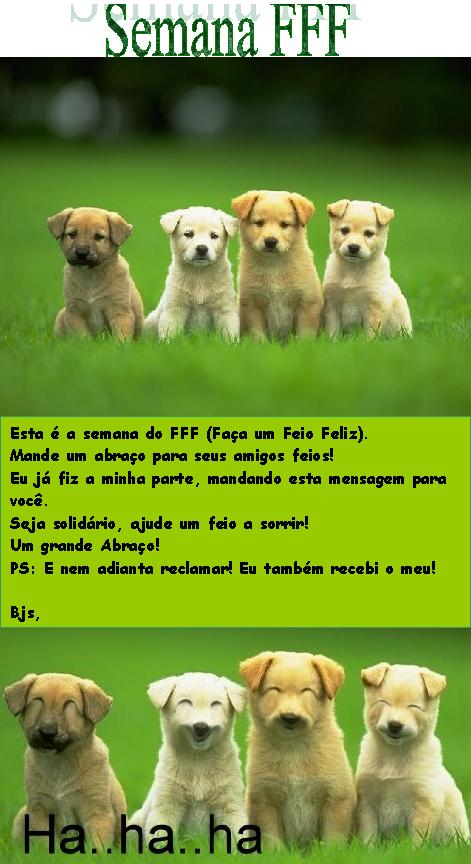 Semana FFF
Esta é a semana do FFF (Faça um Feio Feliz).
Mande um abraço para seus amigos feios!
Eu já fiz a minha parte, mandando esta mensagem para
você.
Seja solidário, ajude um feio a sorrir!
Um grande Abraço!
PS: E nem adianta reclamar! Eu também recebi o meu!
Bjs,
Ha..ha..ha